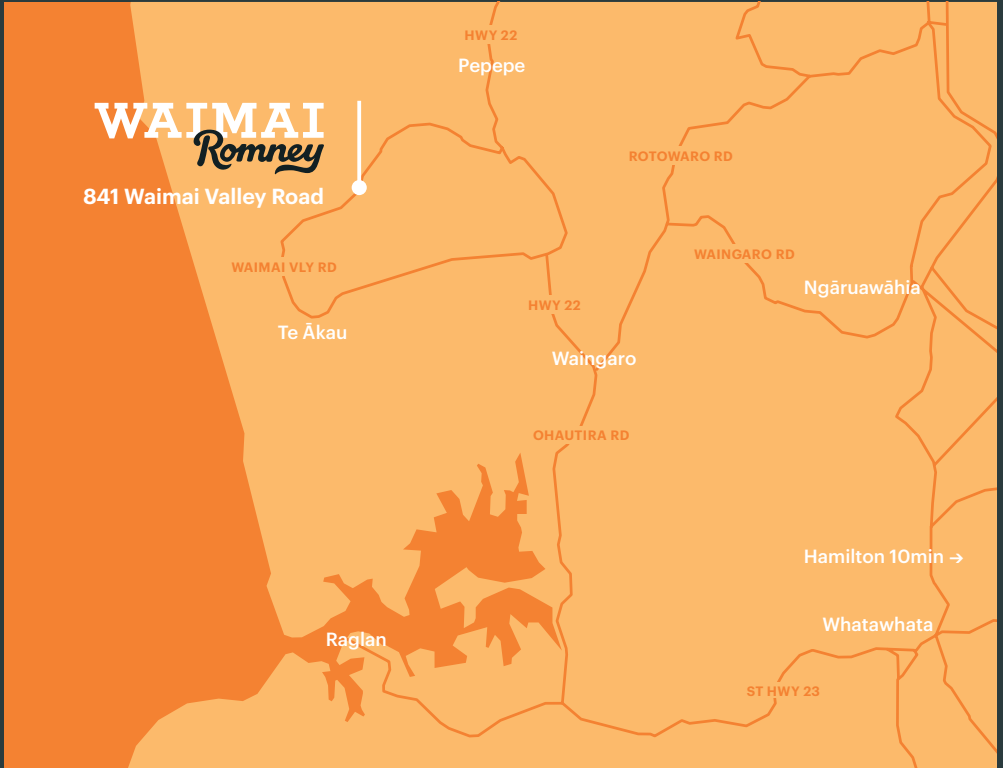 HWY 22
Pepepe
WAIMAI
Romney
841 Waimai Valley Road
ROTOWARO RD
WAINGARO RD
WAIMAI VLY RD
Ngāruawāhia
HWY 22
Te Ākau
Waingaro
OHAUTIRA RD
Hamilton 10min →
Whatawhata
Raglan
ST HWY 23